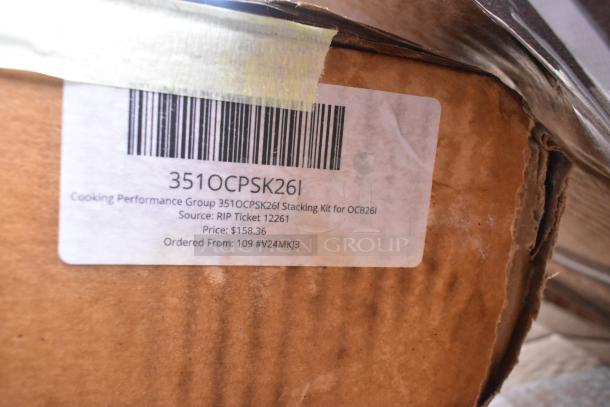 351OCPSK26I
Cooking Performance Group 351OCPSK26I Stacking Kit for OCB26I
Source: RIP Ticket 12261
Price: $158.36
Ordered From: 109 #V24MKJ3
GROUP